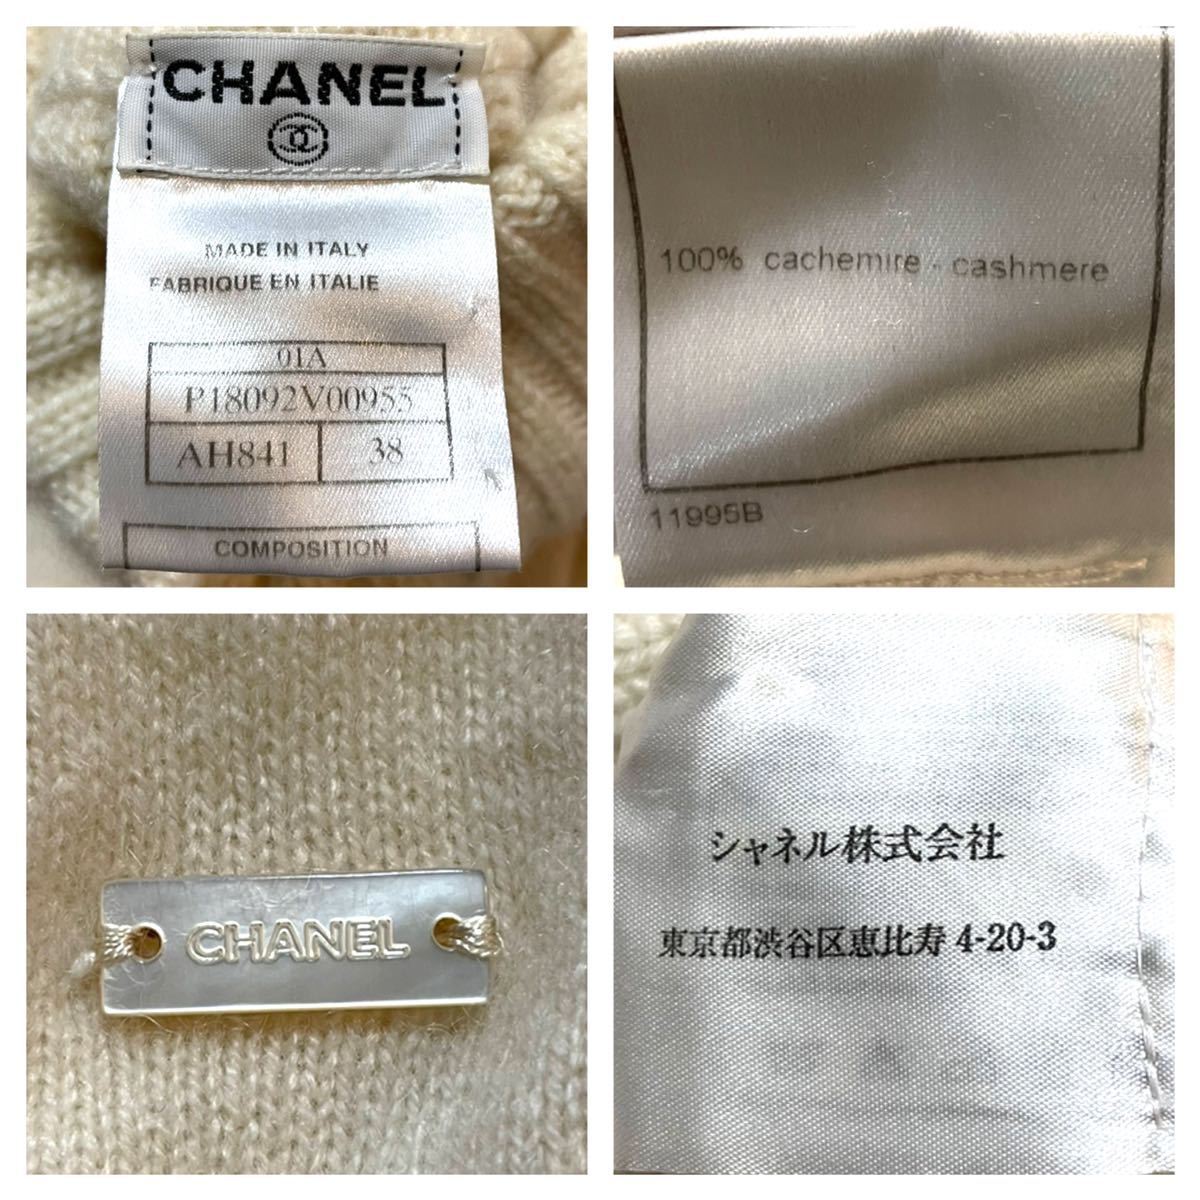 CHANEL
MADE IN ITALY
FABRIQUE EN ITALIE
01A
P18092V00955
AH841 38
COMPOSITION
100% cachemire - cashmere
11995B
CHANEL
シャネル株式会社
東京都渋谷区恵比寿 4-20-3